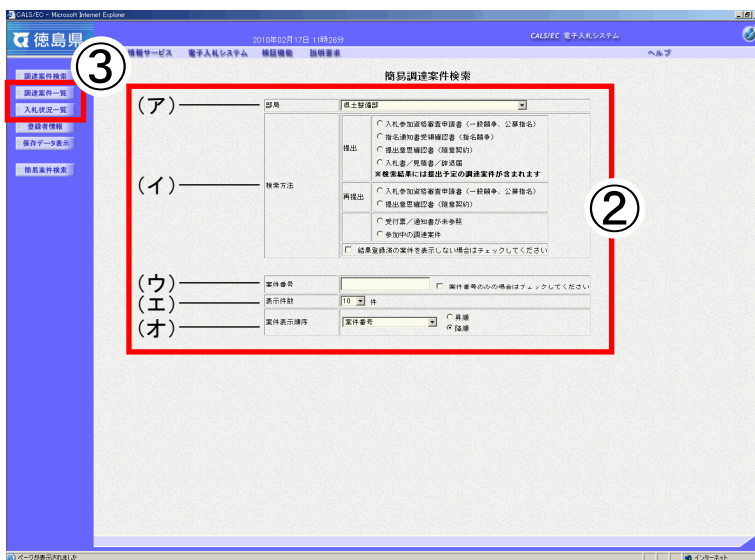 CALS/EC - Microsoft Internet Explorer
徳島県
2010年02月17日 11時26分
CALS/EC 電子入札システム
情報サービス 電子入札システム 検証機能 説明要求 ヘルプ
③
調達案件検索
調達案件一覧
入札状況一覧
登録者情報
保存データ表示
簡易案件検索
簡易調達案件検索
(ア)
部局
県土整備部
(イ)
検索方法
提出
入札参加資格審査申請書(一般競争、公募指名)
指名通知書受領確認書(指名競争)
提出意思確認書(随意契約)
入札書/見積書/辞退届
※検索結果には提出予定の調達案件が含まれます
再提出
入札参加資格審査申請書(一般競争、公募指名)
提出意思確認書(随意契約)
受付票/通知書が未参照
参加中の調達案件
結果登録済の案件を表示しない場合はチェックしてください
②
(ウ)
案件番号
案件番号のみの場合はチェックしてください
(エ)
表示件数
10 件
(オ)
案件表示順序
案件番号
昇順
降順
ページが表示されました
インターネット